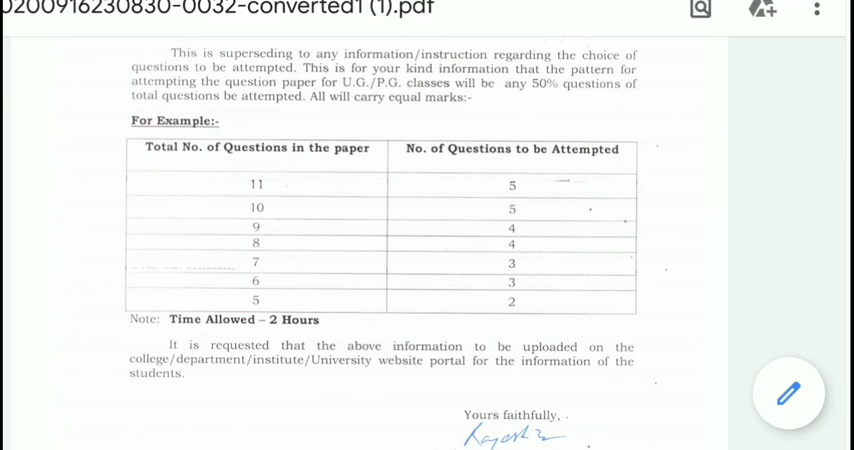 020916230830-0032-converted1 (1).pdf
This is superseding to any information/instruction regarding the choice of
questions to be attempted. This is for your kind information that the pattern for
attempting the question paper for U.G./P.G. classes will be any 50% questions of
total questions be attempted. All will carry equal marks:-
For Example:-
Total No. of Questions in the paper No. of Questions to be Attempted
11 5
10 5
9 4
8 4
7 3
6 3
5 2
Note: Time Allowed – 2 Hours
It is requested that the above information to be uploaded on the
college/department/institute/University website portal for the information of the
students.
Yours faithfully,